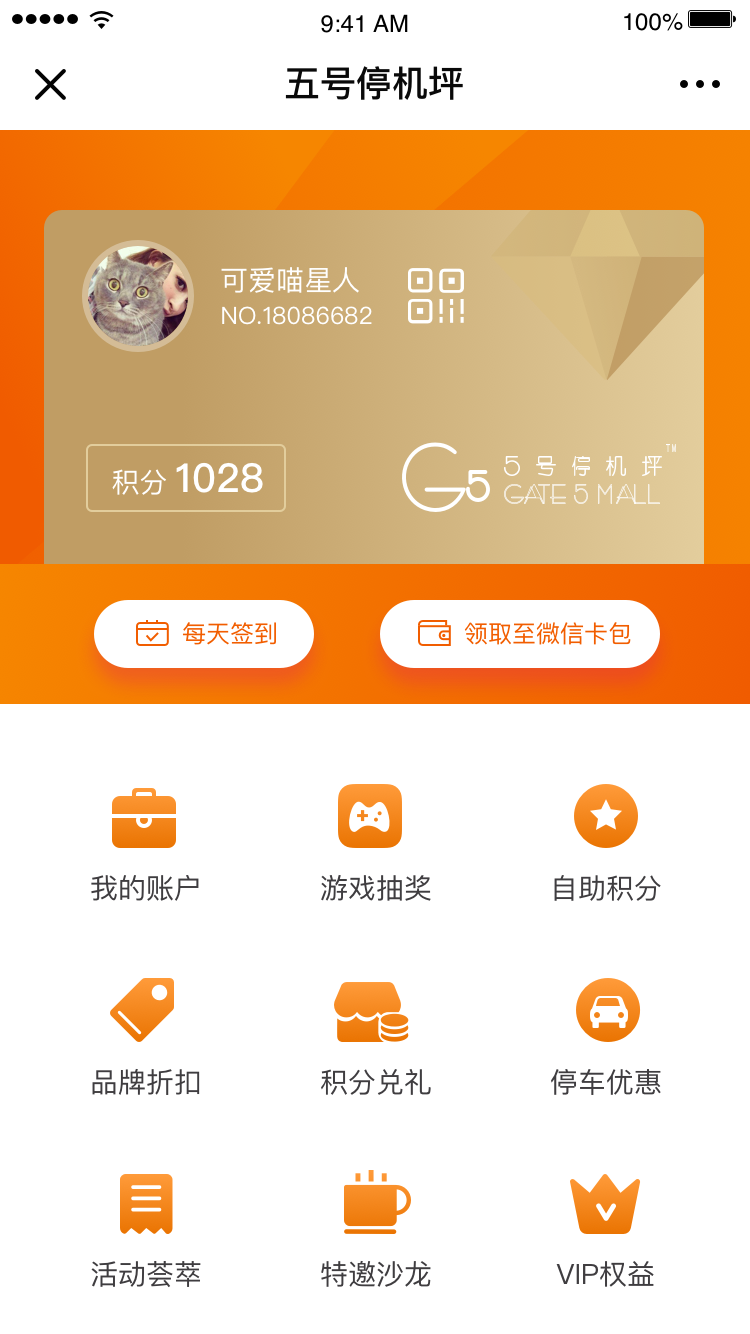 9:41 AM
100%
五号停机坪
可爱喵星人
NO.18086682
积分 1028
G5
5号停机坪™
GATE 5 MALL
每天签到
领取至微信卡包
我的账户
游戏抽奖
自助积分
品牌折扣
积分兑礼
停车优惠
活动荟萃
特邀沙龙
VIP权益